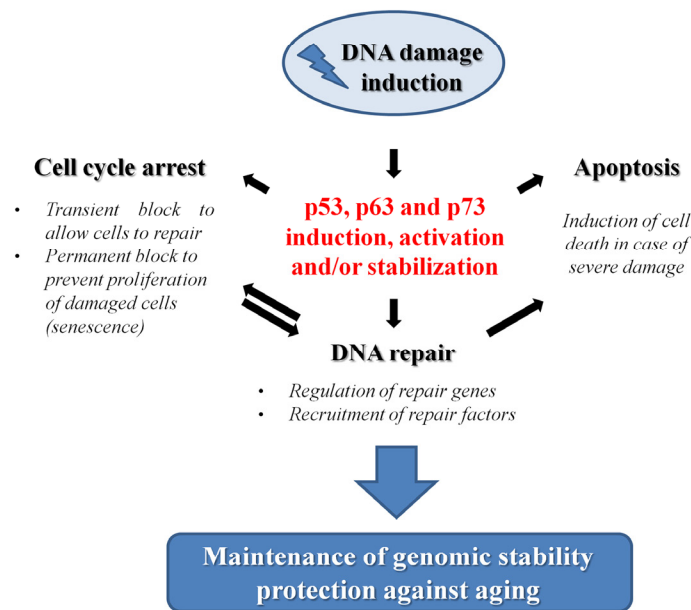 DNA damage
induction
Cell cycle arrest
• Transient block to
allow cells to repair
• Permanent block to
prevent proliferation
of damaged cells
(senescence)
p53, p63 and p73
induction, activation
and/or stabilization
Apoptosis
Induction of cell
death in case of
severe damage
DNA repair
• Regulation of repair genes
• Recruitment of repair factors
Maintenance of genomic stability
protection against aging